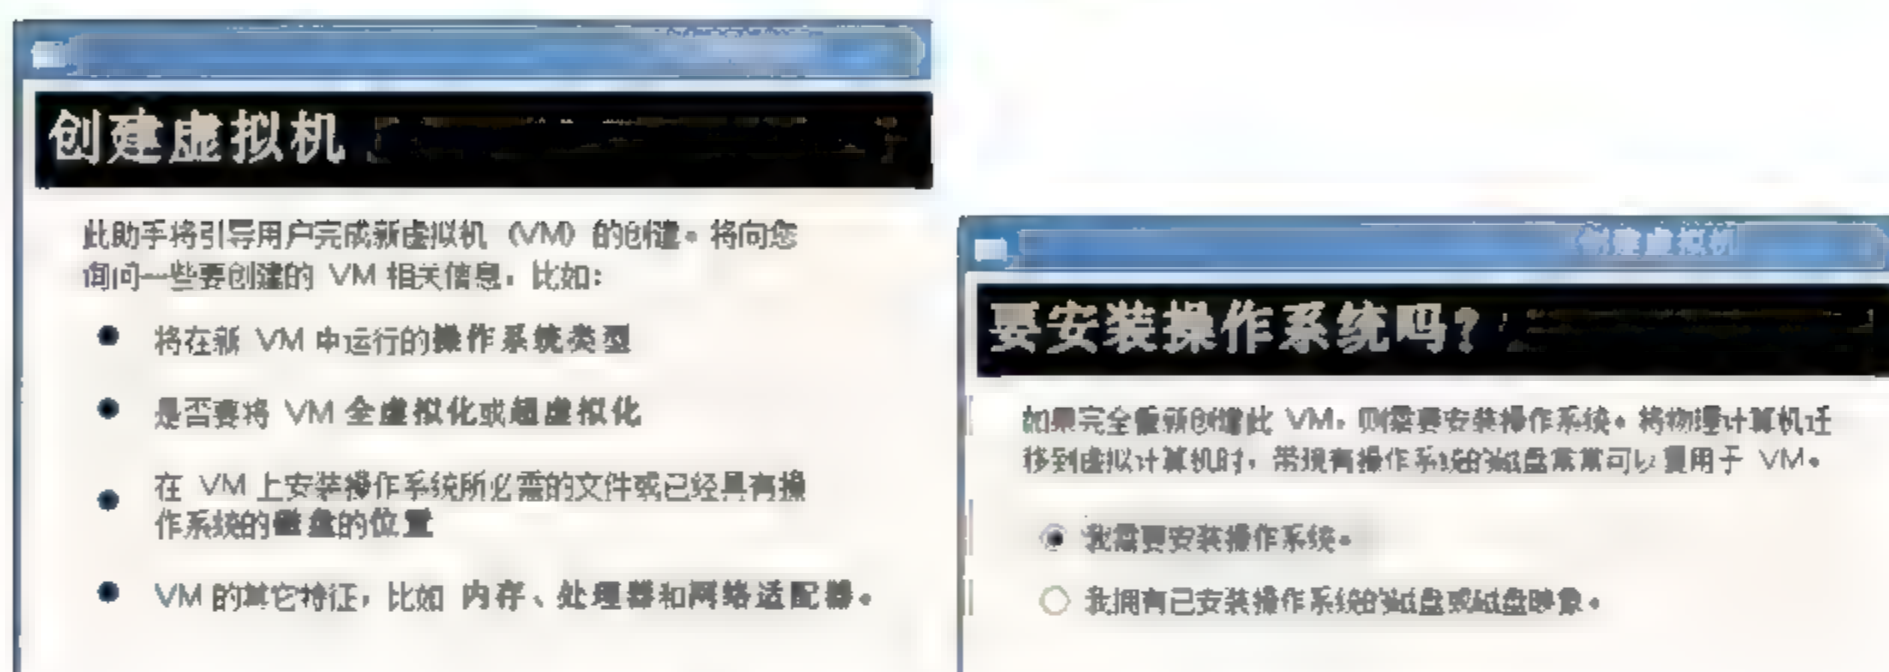 创建虚拟机
此助手将引导用户完成新虚拟机 (VM) 的创建。将向您
询问一些要创建的 VM 相关信息，比如：
将在新 VM 中运行的操作系统类型
是否要将 VM 全虚拟化或超虚拟化
在 VM 上安装操作系统所必需的文件或已经具有操
作系统的磁盘的位置
VM 的其它特征，比如 内存、处理器和网络适配器。
创建虚拟机
要安装操作系统吗？
如果完全重新创建此 VM，则需要安装操作系统。将物理计算机迁
移到虚拟计算机时，带现有操作系统的磁盘常常可以重用于 VM。
我需要安装操作系统。
我拥有已安装操作系统的磁盘或磁盘映象。